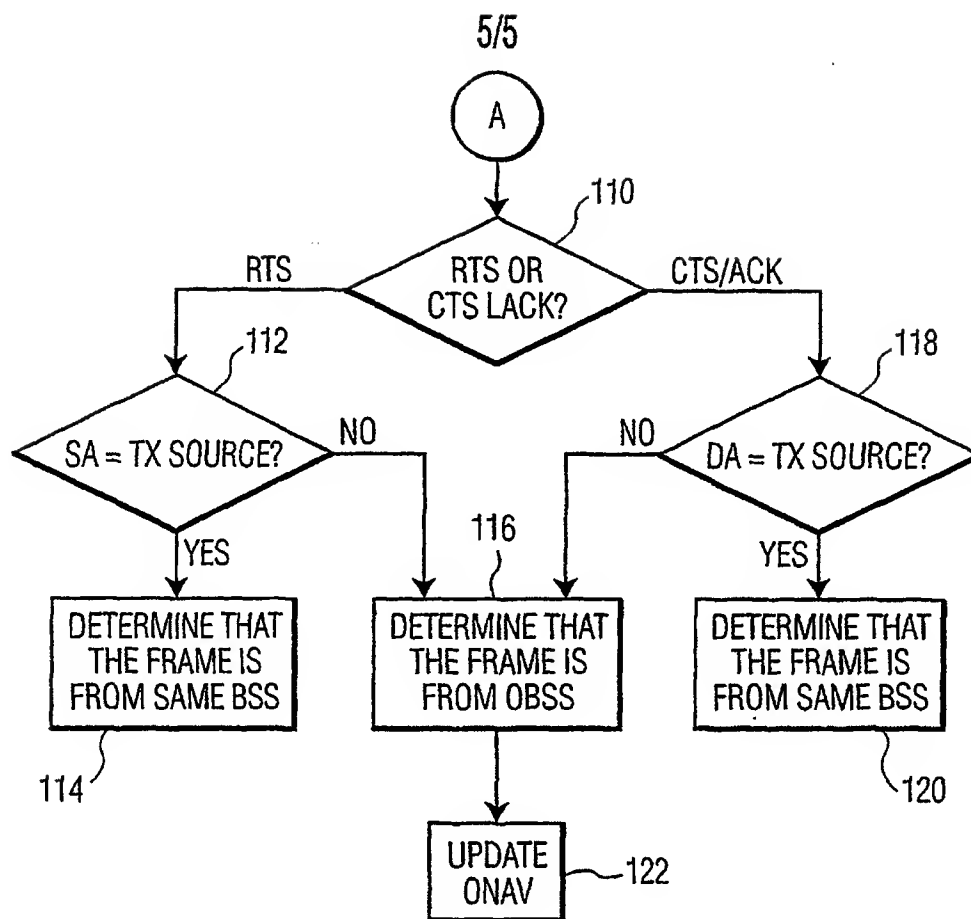 5/5
A
110
RTS
RTS OR
CTS LACK?
CTS/ACK
112
118
SA = TX SOURCE?
NO
NO
DA = TX SOURCE?
YES
116
YES
DETERMINE THAT
THE FRAME IS
FROM SAME BSS
DETERMINE THAT
THE FRAME IS
FROM OBSS
DETERMINE THAT
THE FRAME IS
FROM SAME BSS
114
120
UPDATE
ONAV
122